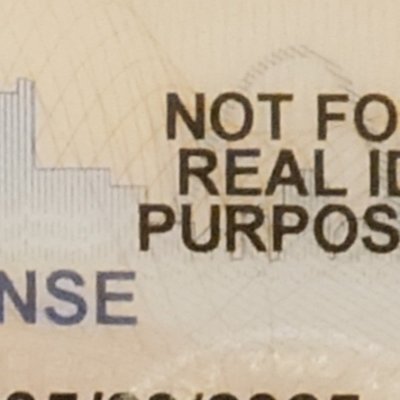 NOT FO
REAL ID
PURPOS
NSE